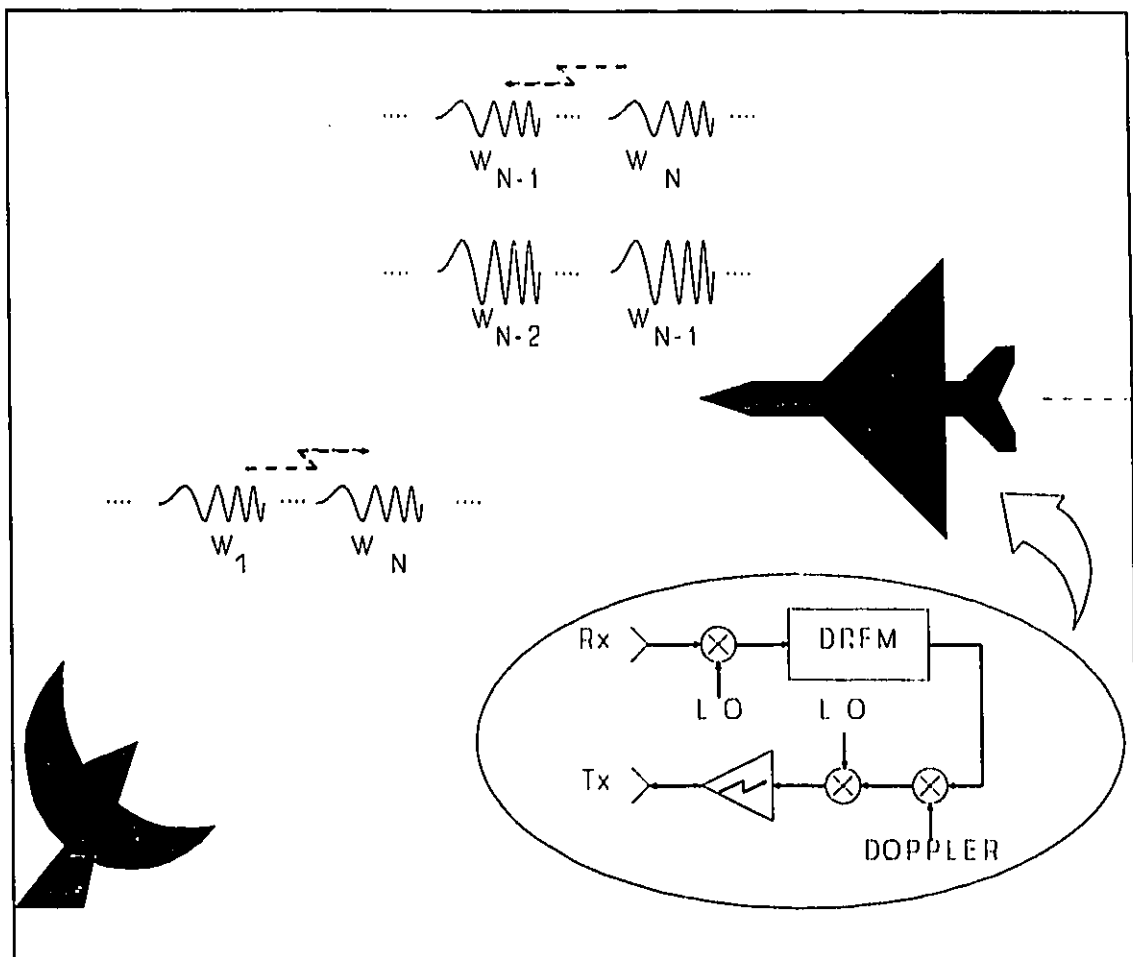 .... .... ....
W N-1 W N
.... .... ....
W N-2 W N-1
.... .... ....
W 1 W N
Rx DRFM
LO LO
Tx
DOPPLER